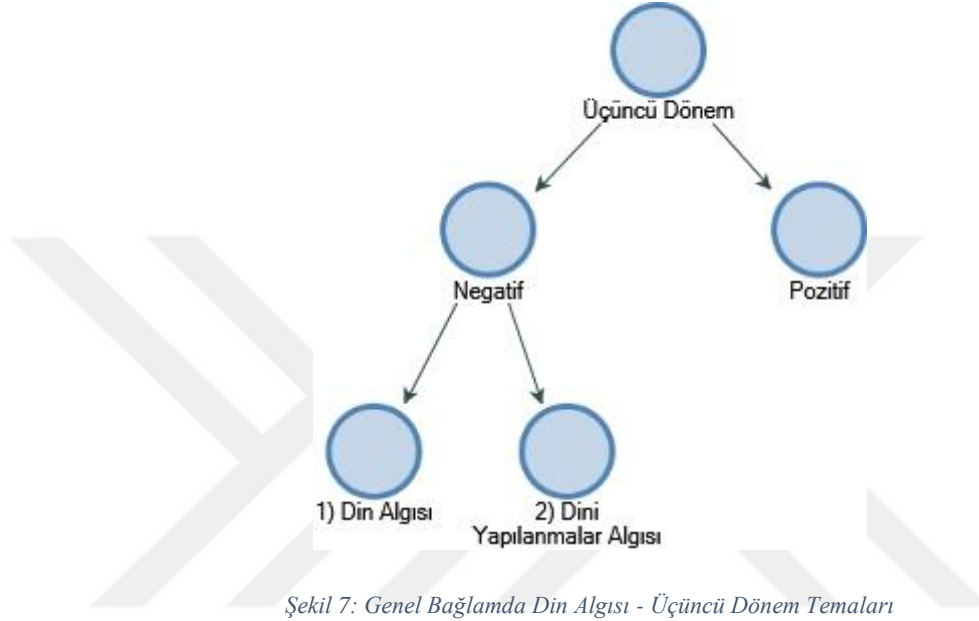 Üçüncü Dönem
Negatif
Pozitif
1) Din Algısı
2) Dini
Yapılanmalar Algısı
Şekil 7: Genel Bağlamda Din Algısı - Üçüncü Dönem Temaları